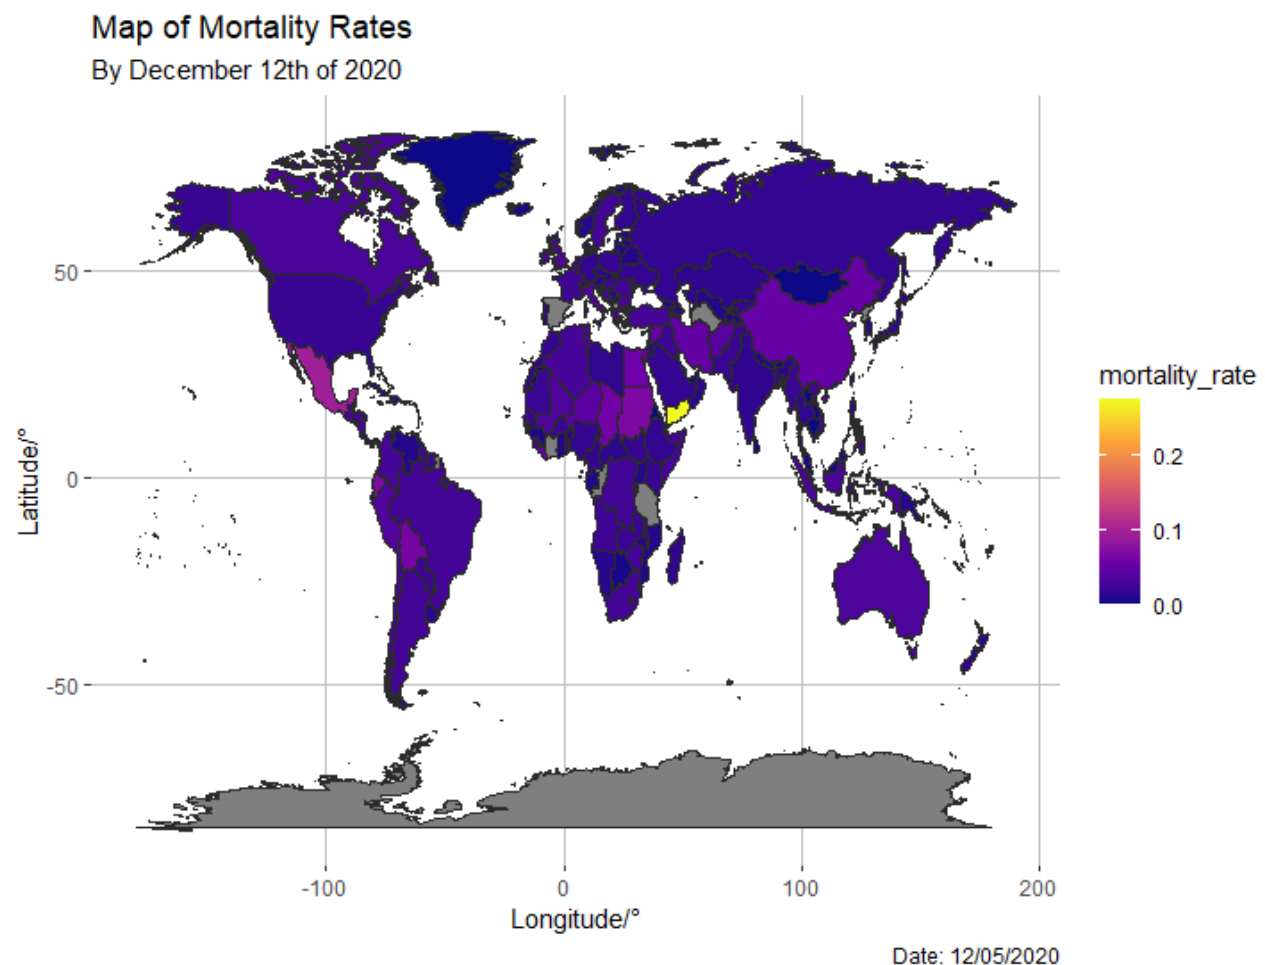 Map of Mortality Rates
By December 12th of 2020
50
0
-50
Latitude/°
-100 0 100 200
Longitude/°
mortality_rate
0.2
0.1
0.0
Date: 12/05/2020